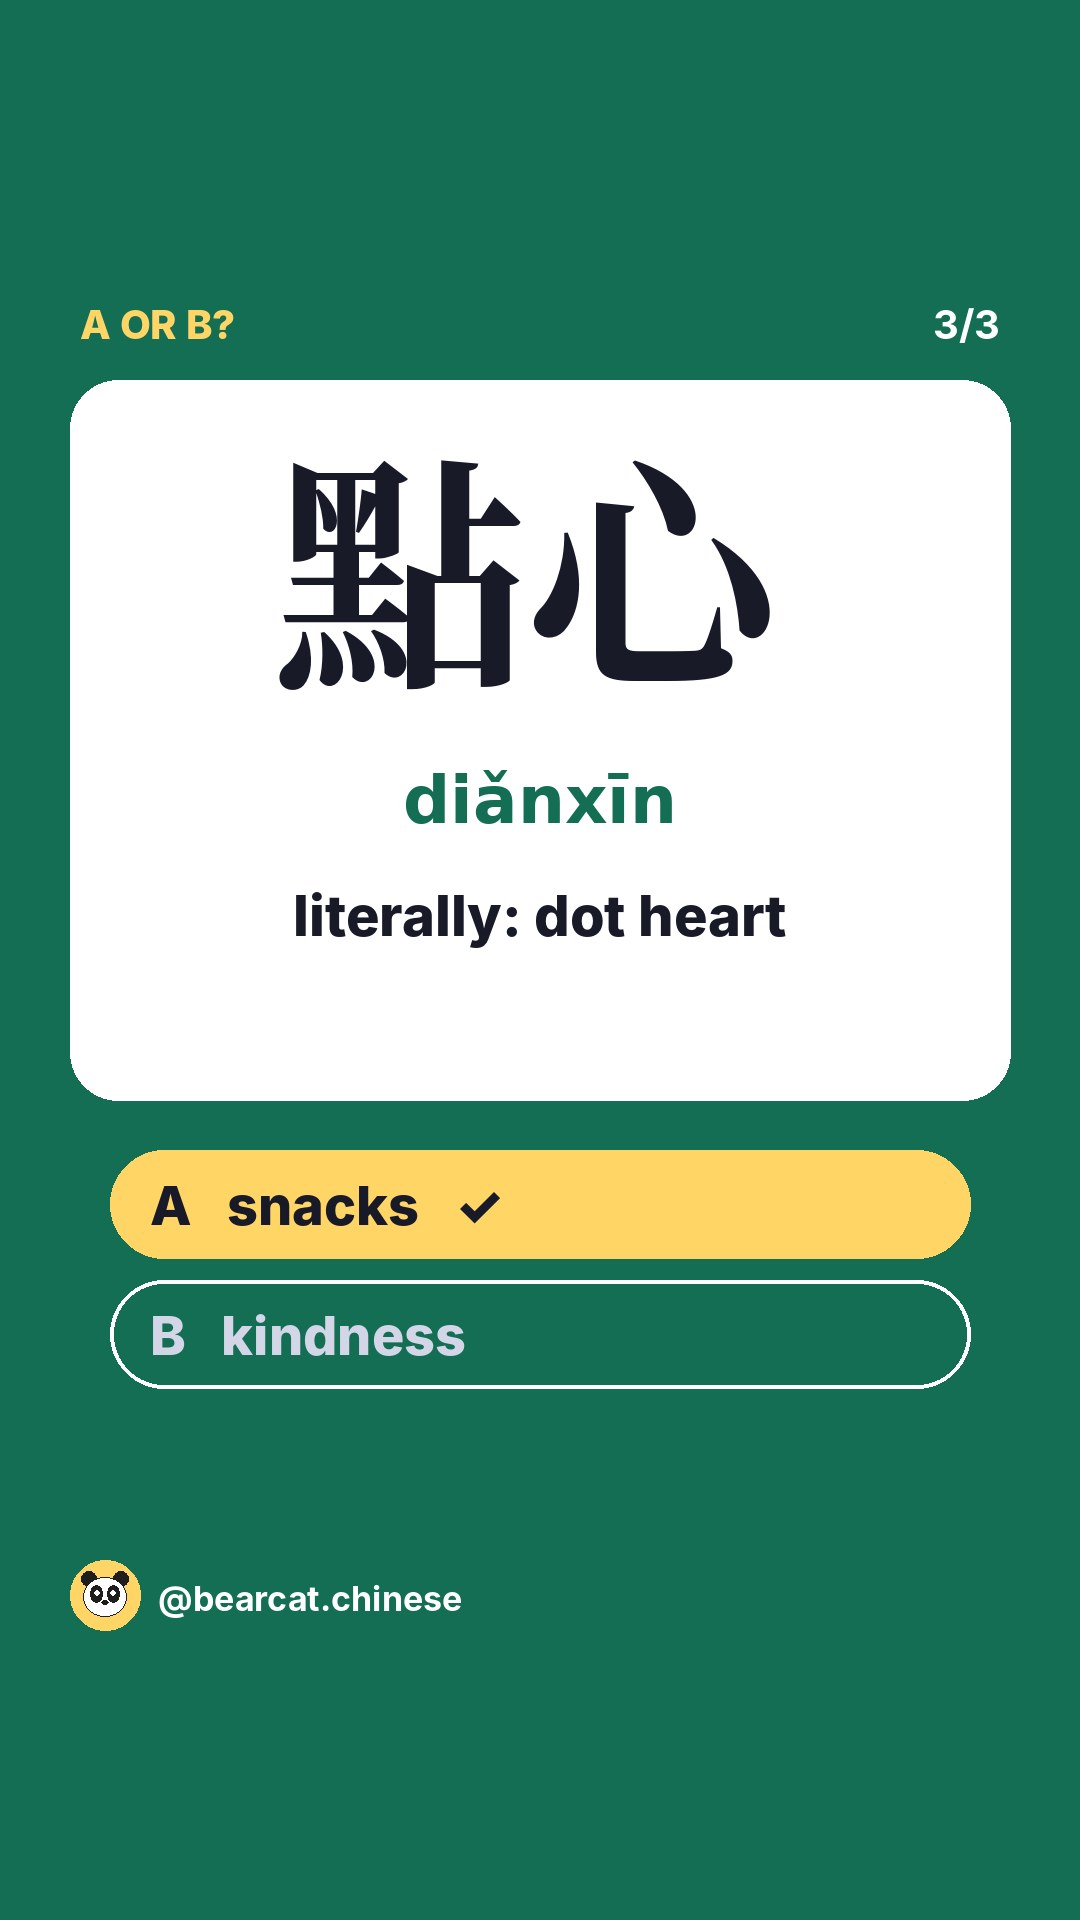 A OR B?
3/3
點心
diǎnxīn
literally: dot heart
A snacks ✓
B kindness
@bearcat.chinese